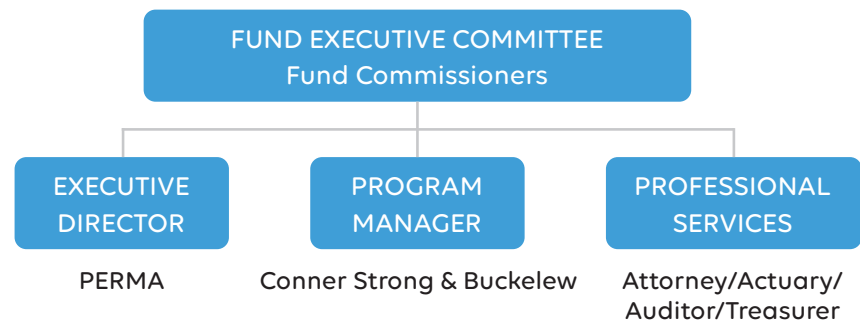 FUND EXECUTIVE COMMITTEE
Fund Commissioners
EXECUTIVE
DIRECTOR
PERMA
PROGRAM
MANAGER
Conner Strong & Buckelew
PROFESSIONAL
SERVICES
Attorney/Actuary/
Auditor/Treasurer